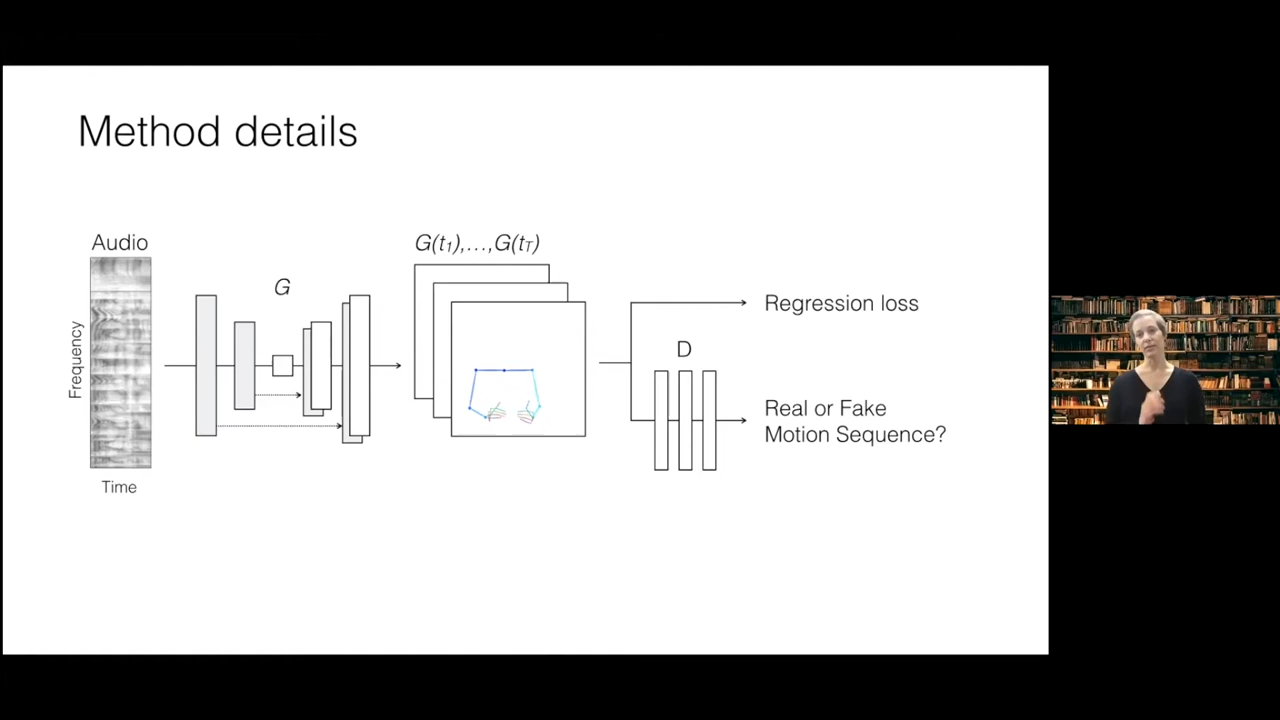 Method details
Audio
Frequency
Time
G
G(t1),...,G(tT)
D
Regression loss
Real or Fake
Motion Sequence?